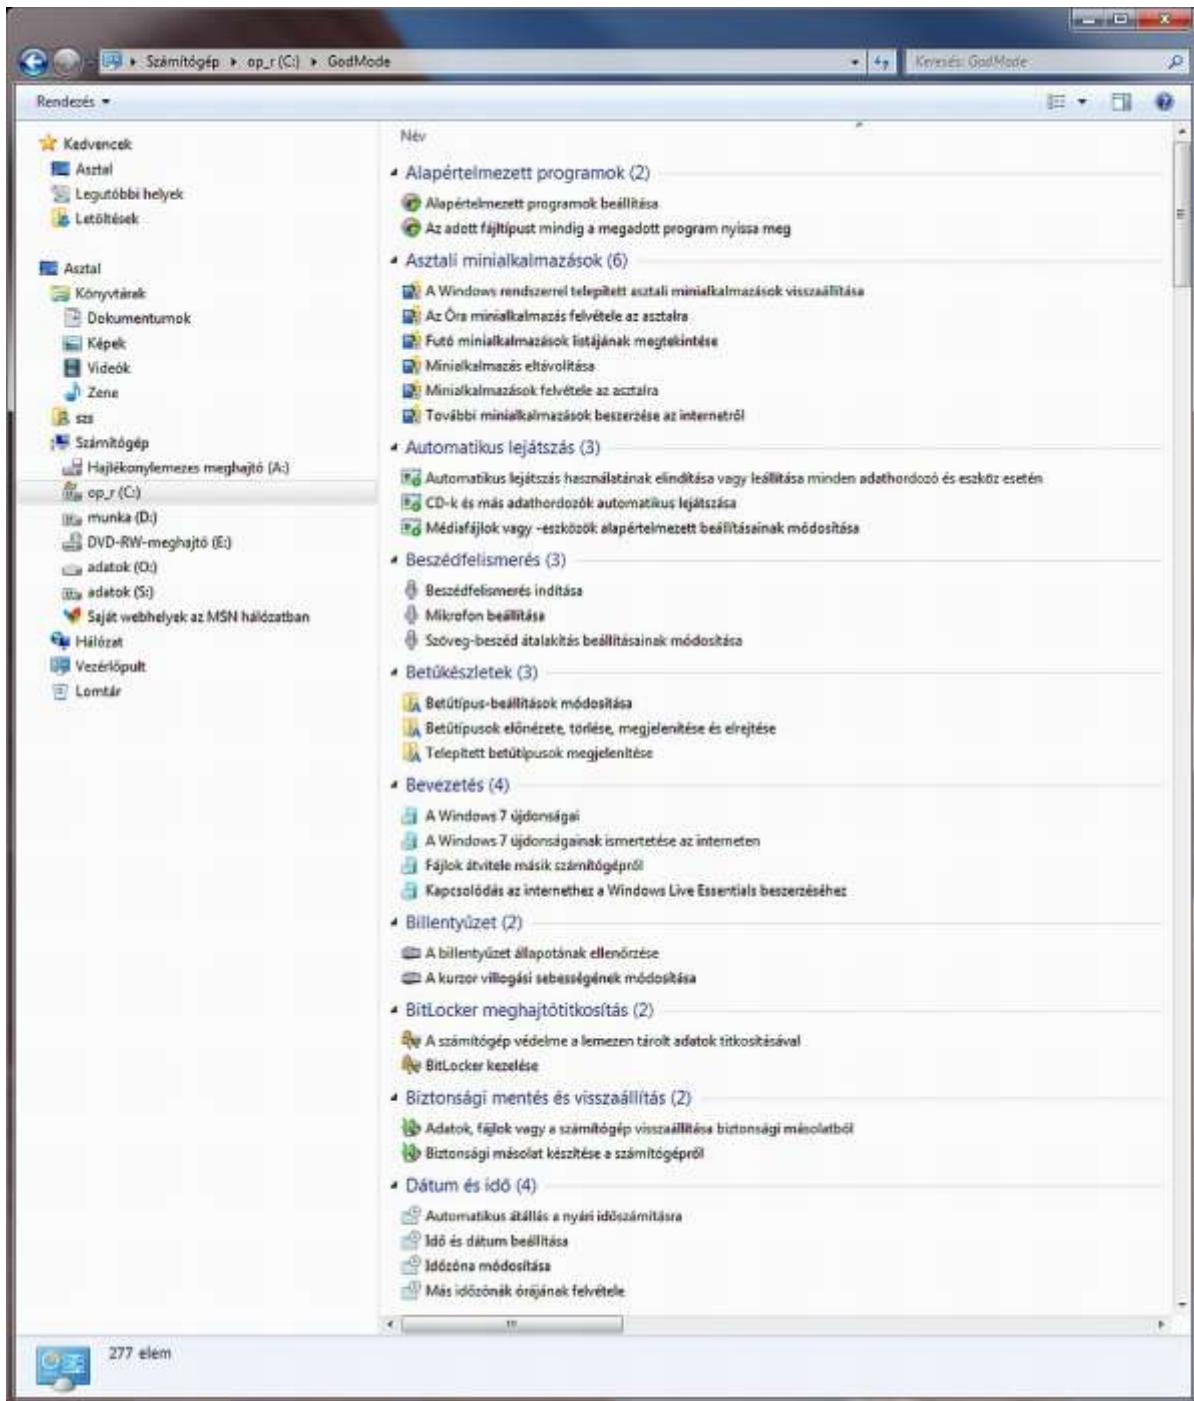 Számítógép op_r (C:) GodMode
Keresés: GodMode
Rendezés
Kedvencek
Asztal
Legutóbbi helyek
Letöltések
Asztal
Könyvtárak
Dokumentumok
Képek
Videók
Zene
szs
Számítógép
Hajlékonylemezes meghajtó (A:)
op_r (C:)
munka (D:)
DVD-RW-meghajtó (E:)
adatok (O:)
adatok (S:)
Saját webhelyek az MSN hálózatban
Hálózat
Vezérlőpult
Lomtár
Név
Alapértelmezett programok (2)
Alapértelmezett programok beállítása
Az adott fájltípust mindig a megadott program nyissa meg
Asztali minialkalmazások (6)
A Windows rendszerrel telepített asztali minialkalmazások visszaállítása
Az Óra minialkalmazás felvétele az asztalra
Futó minialkalmazások listájának megtekintése
Minialkalmazás eltávolítása
Minialkalmazások felvétele az asztalra
További minialkalmazások beszerzése az internetről
Automatikus lejátszás (3)
Automatikus lejátszás használatának elindítása vagy leállítása minden adathordozó és eszköz esetén
CD-k és más adathordozók automatikus lejátszása
Médiafájlok vagy -eszközök alapértelmezett beállításainak módosítása
Beszédfelismerés (3)
Beszédfelismerés indítása
Mikrofon beállítása
Szöveg-beszéd átalakítás beállításainak módosítása
Betűkészletek (3)
Betűtípus-beállítások módosítása
Betűtípusok előnézete, törlése, megjelenítése és elrejtése
Telepített betűtípusok megjelenítése
Bevezetés (4)
A Windows 7 újdonságai
A Windows 7 újdonságainak ismertetése az interneten
Fájlok átvitele másik számítógépről
Kapcsolódás az internethez a Windows Live Essentials beszerzéséhez
Billentyűzet (2)
A billentyűzet állapotának ellenőrzése
A kurzor villogási sebességének módosítása
BitLocker meghajtótitkosítás (2)
A számítógép védelme a lemezen tárolt adatok titkosításával
BitLocker kezelése
Biztonsági mentés és visszaállítás (2)
Adatok, fájlok vagy a számítógép visszaállítása biztonsági másolatból
Biztonsági másolat készítése a számítógépről
Dátum és idő (4)
Automatikus átállás a nyári időszámításra
Idő és dátum beállítása
Időzóna módosítása
Más időzónák órájának felvétele
277 elem